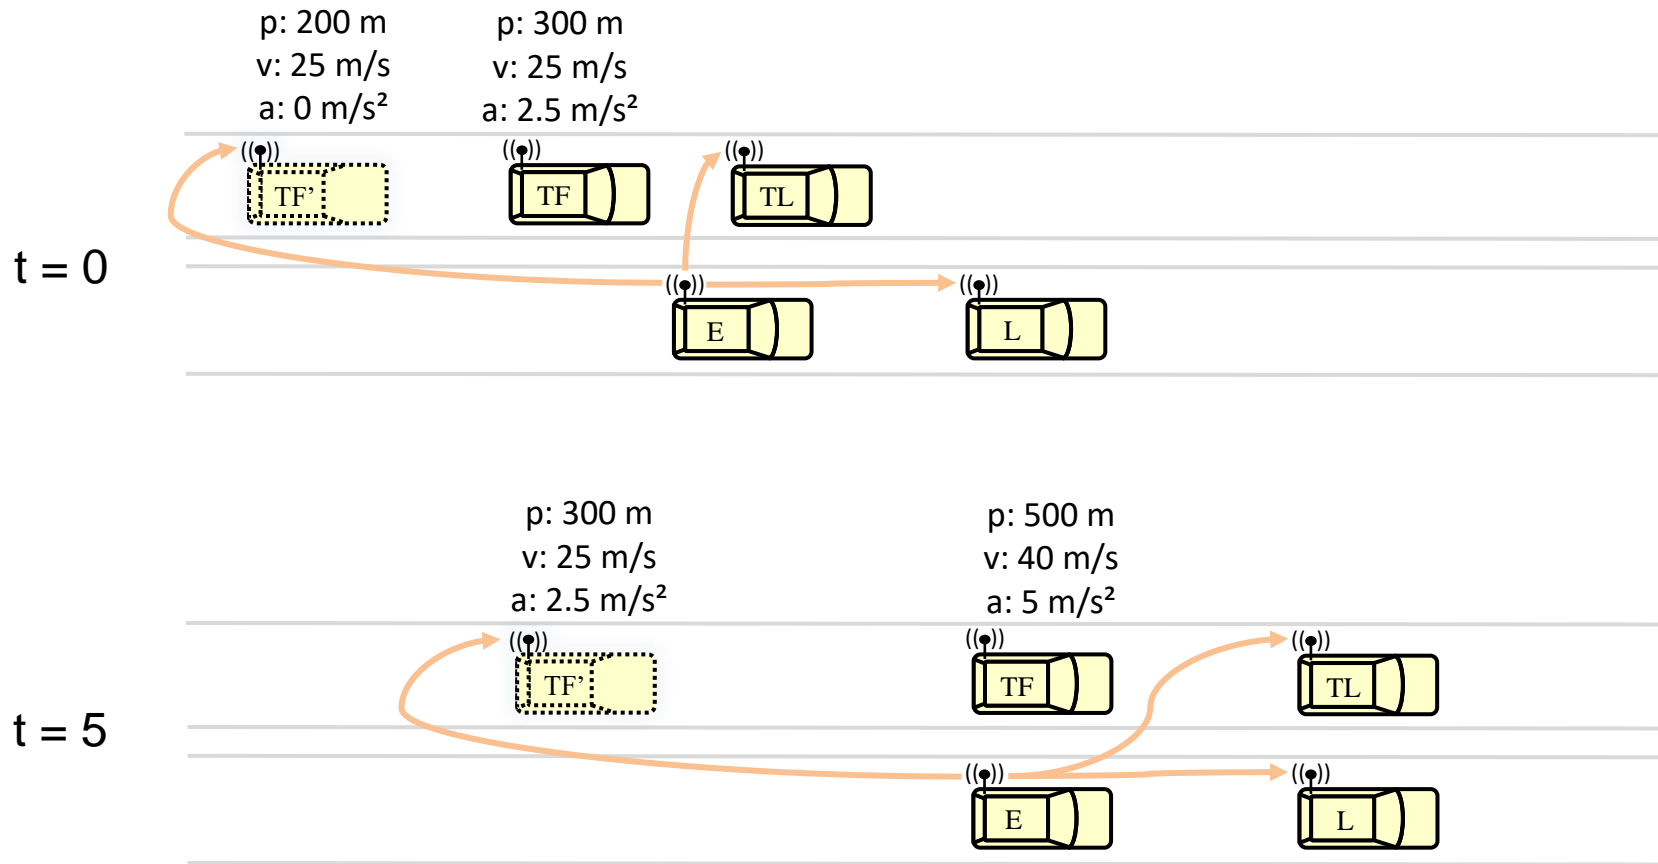 p: 200 m
v: 25 m/s
a: 0 m/s²
p: 300 m
v: 25 m/s
a: 2.5 m/s²
((•))
((•))
((•))
TF’
TF
TL
t = 0
((•))
((•))
E
L
p: 300 m
v: 25 m/s
a: 2.5 m/s²
p: 500 m
v: 40 m/s
a: 5 m/s²
((•))
((•))
((•))
TF’
TF
TL
t = 5
((•))
((•))
E
L